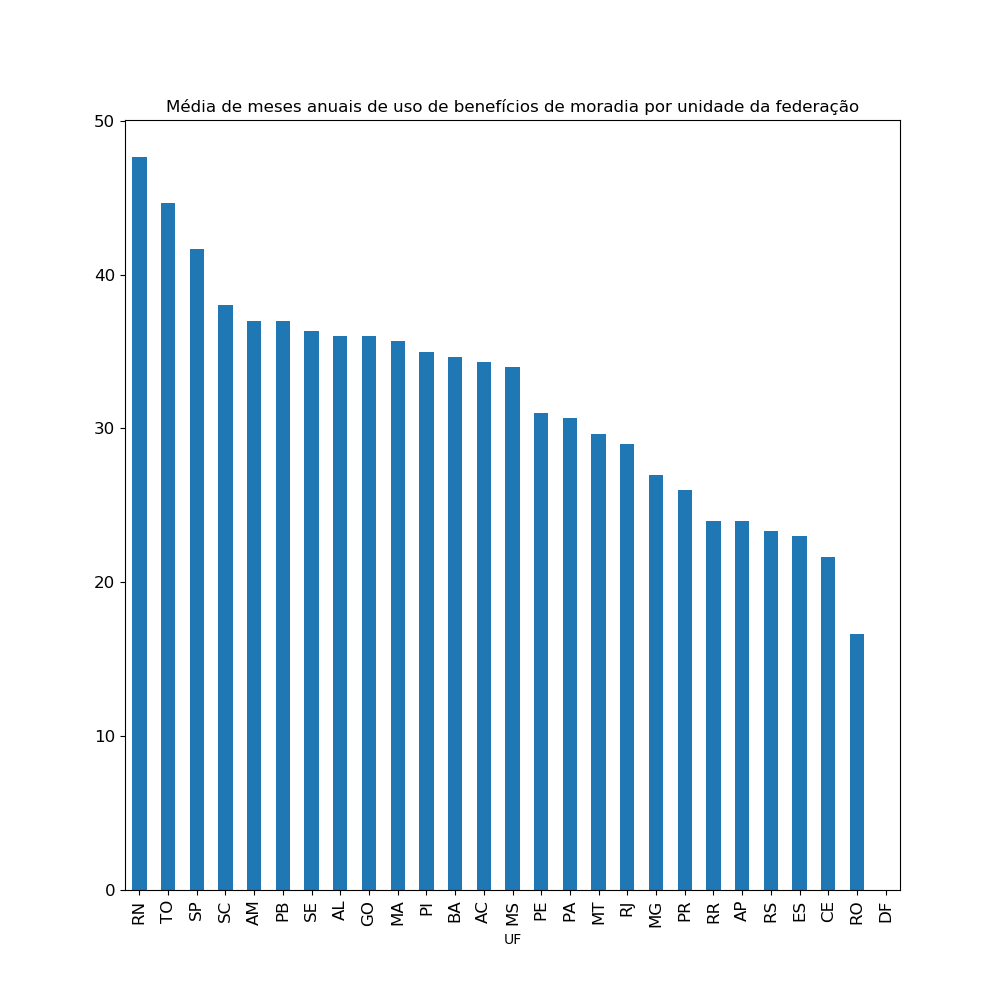 Média de meses anuais de uso de benefícios de moradia por unidade da federação
50
40
30
20
10
0
RN TO SP SC AM PB SE AL GO MA PI BA AC MS PE PA MT RJ MG PR RR AP RS ES CE RO DF
UF